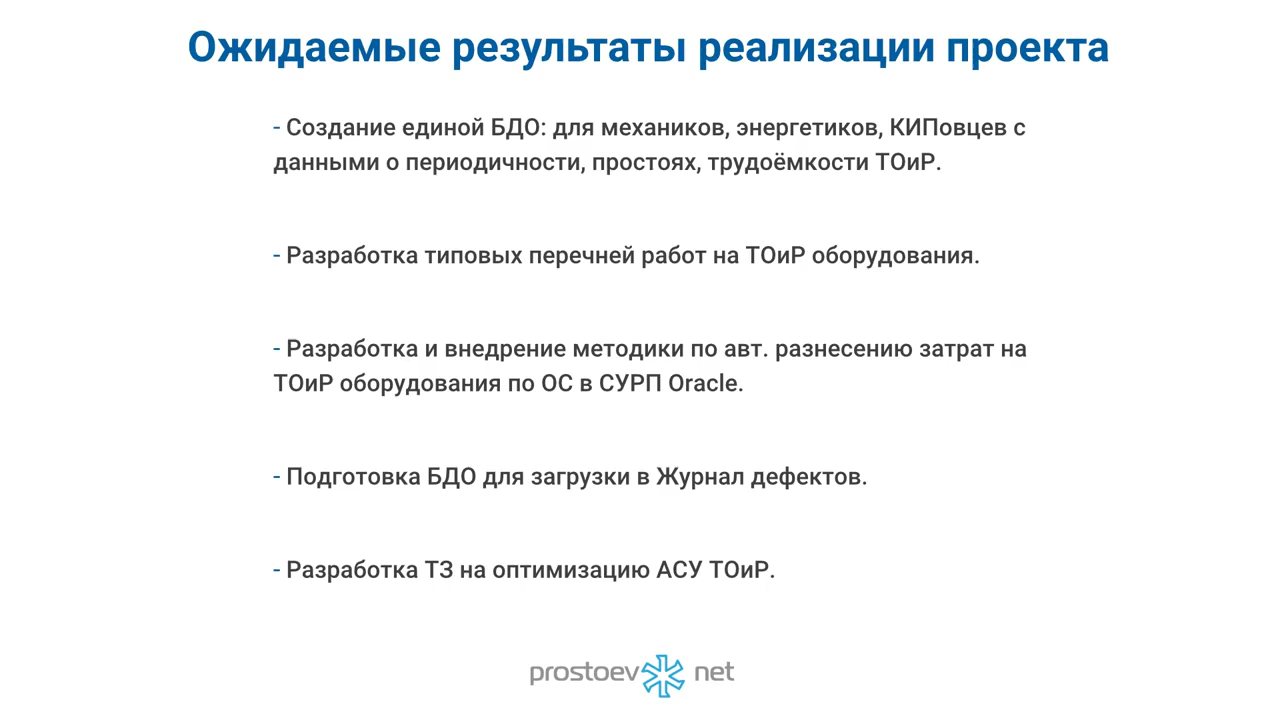 Ожидаемые результаты реализации проекта
- Создание единой БДО: для механиков, энергетиков, КИПовцев с
данными о периодичности, простоях, трудоёмкости ТОиР.
- Разработка типовых перечней работ на ТОиР оборудования.
- Разработка и внедрение методики по авт. разнесению затрат на
ТОиР оборудования по ОС в СУРП Oracle.
- Подготовка БДО для загрузки в Журнал дефектов.
- Разработка ТЗ на оптимизацию АСУ ТОиР.
prostoev net